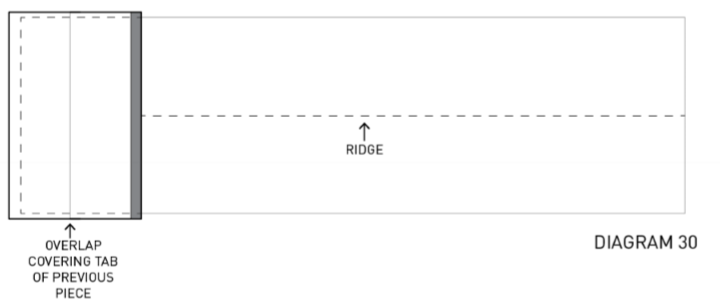 RIDGE
OVERLAP
COVERING TAB
OF PREVIOUS
PIECE
DIAGRAM 30